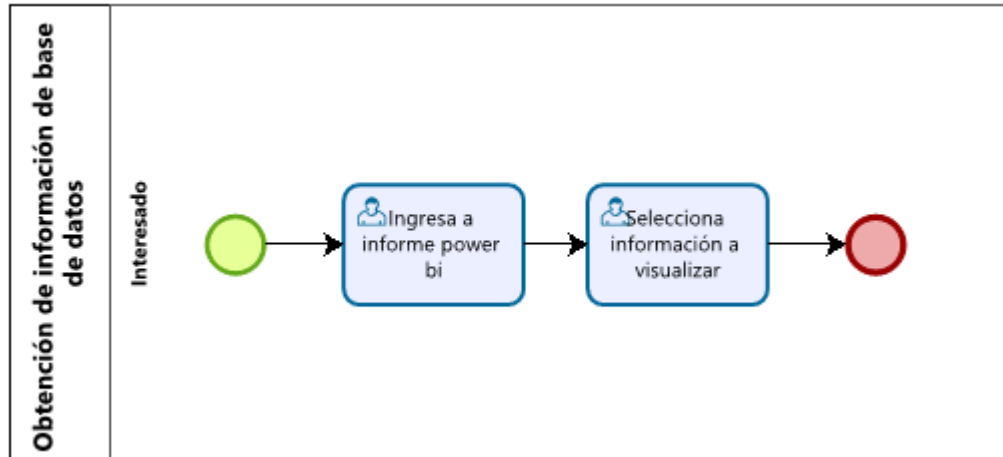 Obtención de información de base
de datos
Interesado
Ingresa a
informe power
bi
Selecciona
información a
visualizar